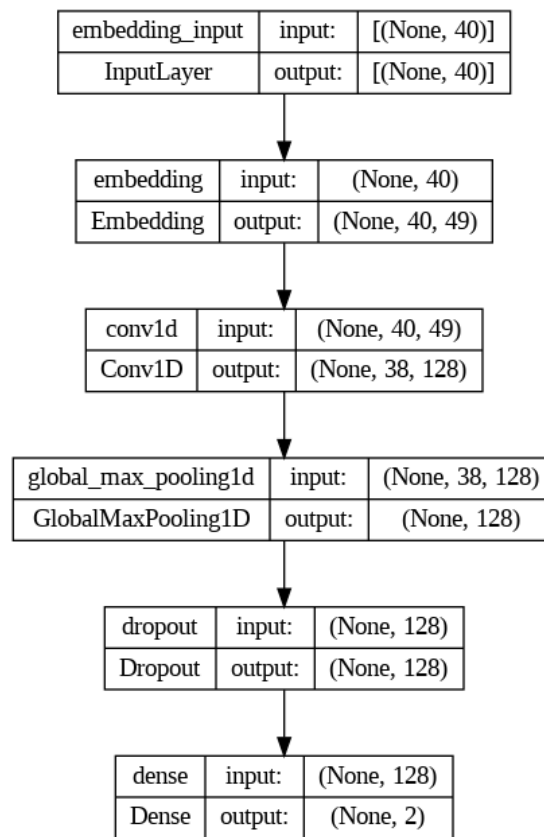 embedding_input input: [(None, 40)]
InputLayer output: [(None, 40)]
embedding input: (None, 40)
Embedding output: (None, 40, 49)
conv1d input: (None, 40, 49)
Conv1D output: (None, 38, 128)
global_max_pooling1d input: (None, 38, 128)
GlobalMaxPooling1D output: (None, 128)
dropout input: (None, 128)
Dropout output: (None, 128)
dense input: (None, 128)
Dense output: (None, 2)